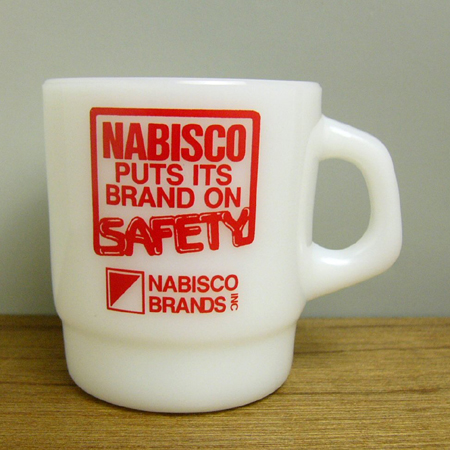 NABISCO
PUTS ITS
BRAND ON
SAFETY
NABISCO
BRANDS INC